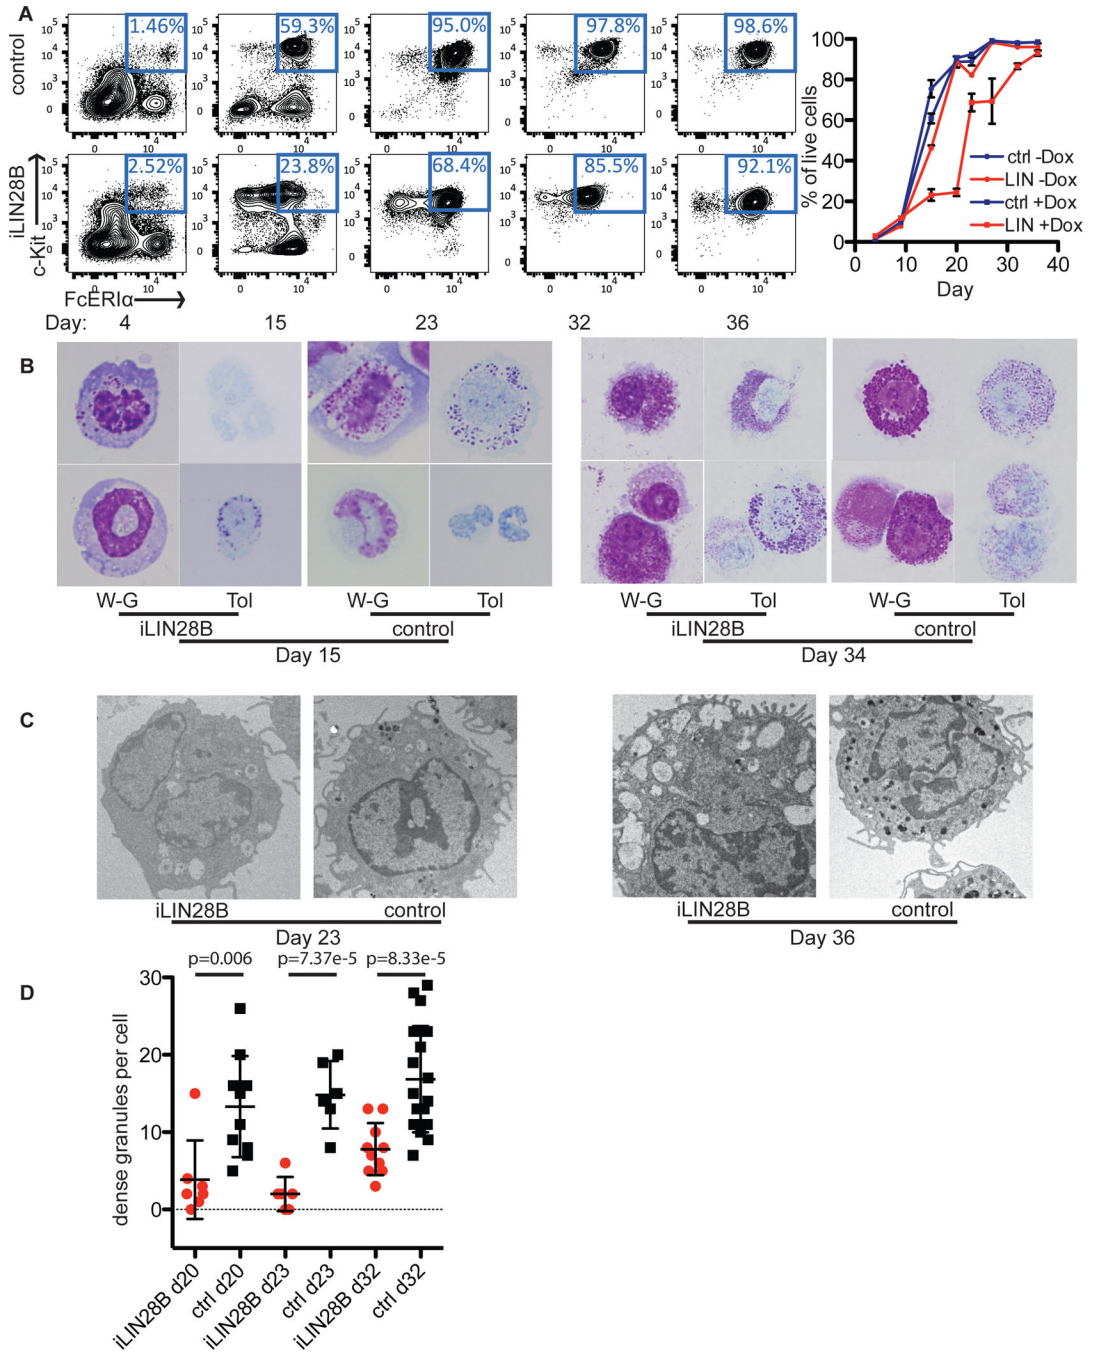 A
control
1.46%
59.3%
95.0%
97.8%
98.6%
iLIN28B
c-Kit
2.52%
23.8%
68.4%
85.5%
92.1%
FcERIα
Day: 4 15 23 32 36
% of live cells
100
80
60
40
20
0
0 10 20 30 40
Day
ctrl -Dox
LIN -Dox
ctrl +Dox
LIN +Dox
B
W-G Tol W-G Tol W-G Tol W-G Tol
iLIN28B control iLIN28B control
Day 15 Day 34
C
iLIN28B control iLIN28B control
Day 23 Day 36
D
p=0.006 p=7.37e-5 p=8.33e-5
dense granules per cell
30
20
10
0
iLIN28B d20
ctrl d20
iLIN28B d23
ctrl d23
iLIN28B d32
ctrl d32